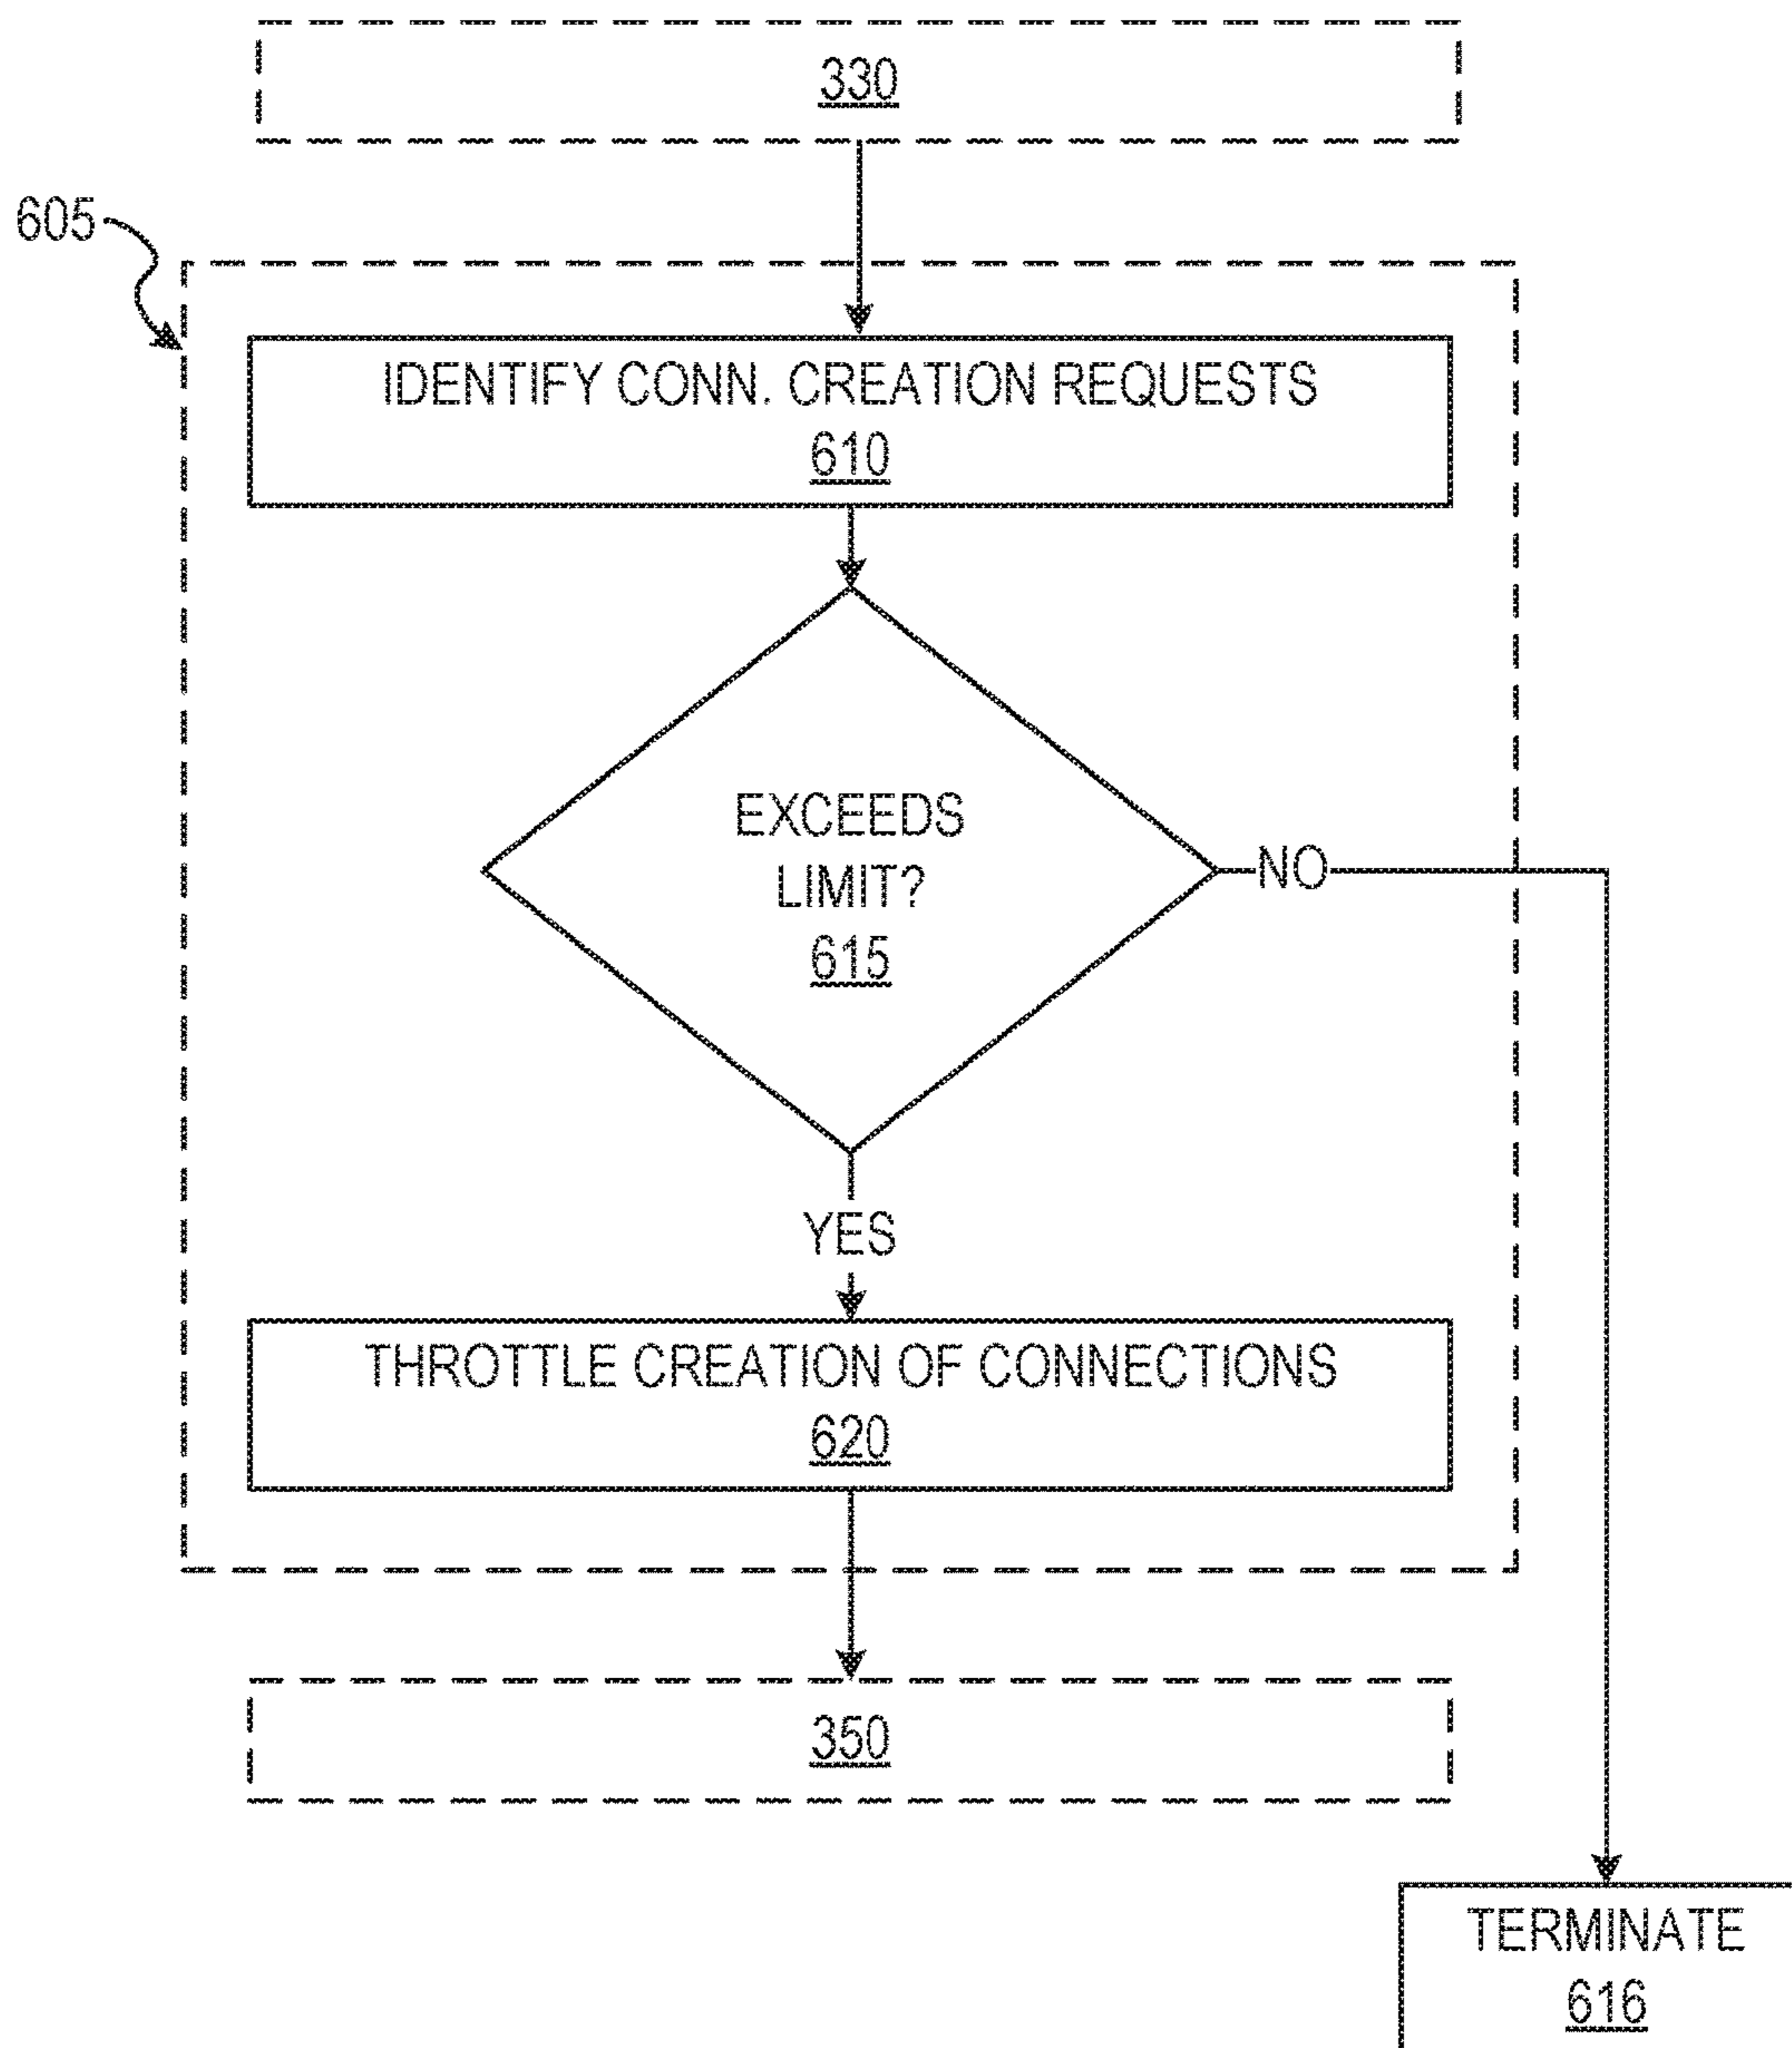 330
605
IDENTIFY CONN. CREATION REQUESTS
610
EXCEEDS
LIMIT?
615
NO
YES
THROTTLE CREATION OF CONNECTIONS
620
350
TERMINATE
616